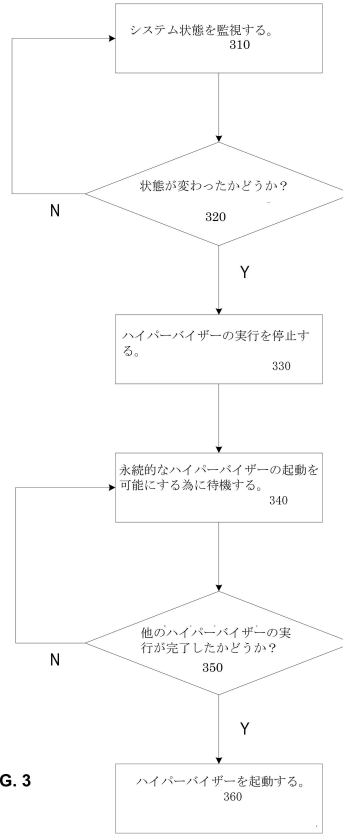 システム状態を監視する。
310
状態が変わったかどうか？
320
N
Y
ハイパーバイザーの実行を停止す
る。
330
永続的なハイパーバイザーの起動を
可能にする為に待機する。
340
他のハイパーバイザーの実
行が完了したかどうか？
350
N
Y
G. 3
ハイパーバイザーを起動する。
360